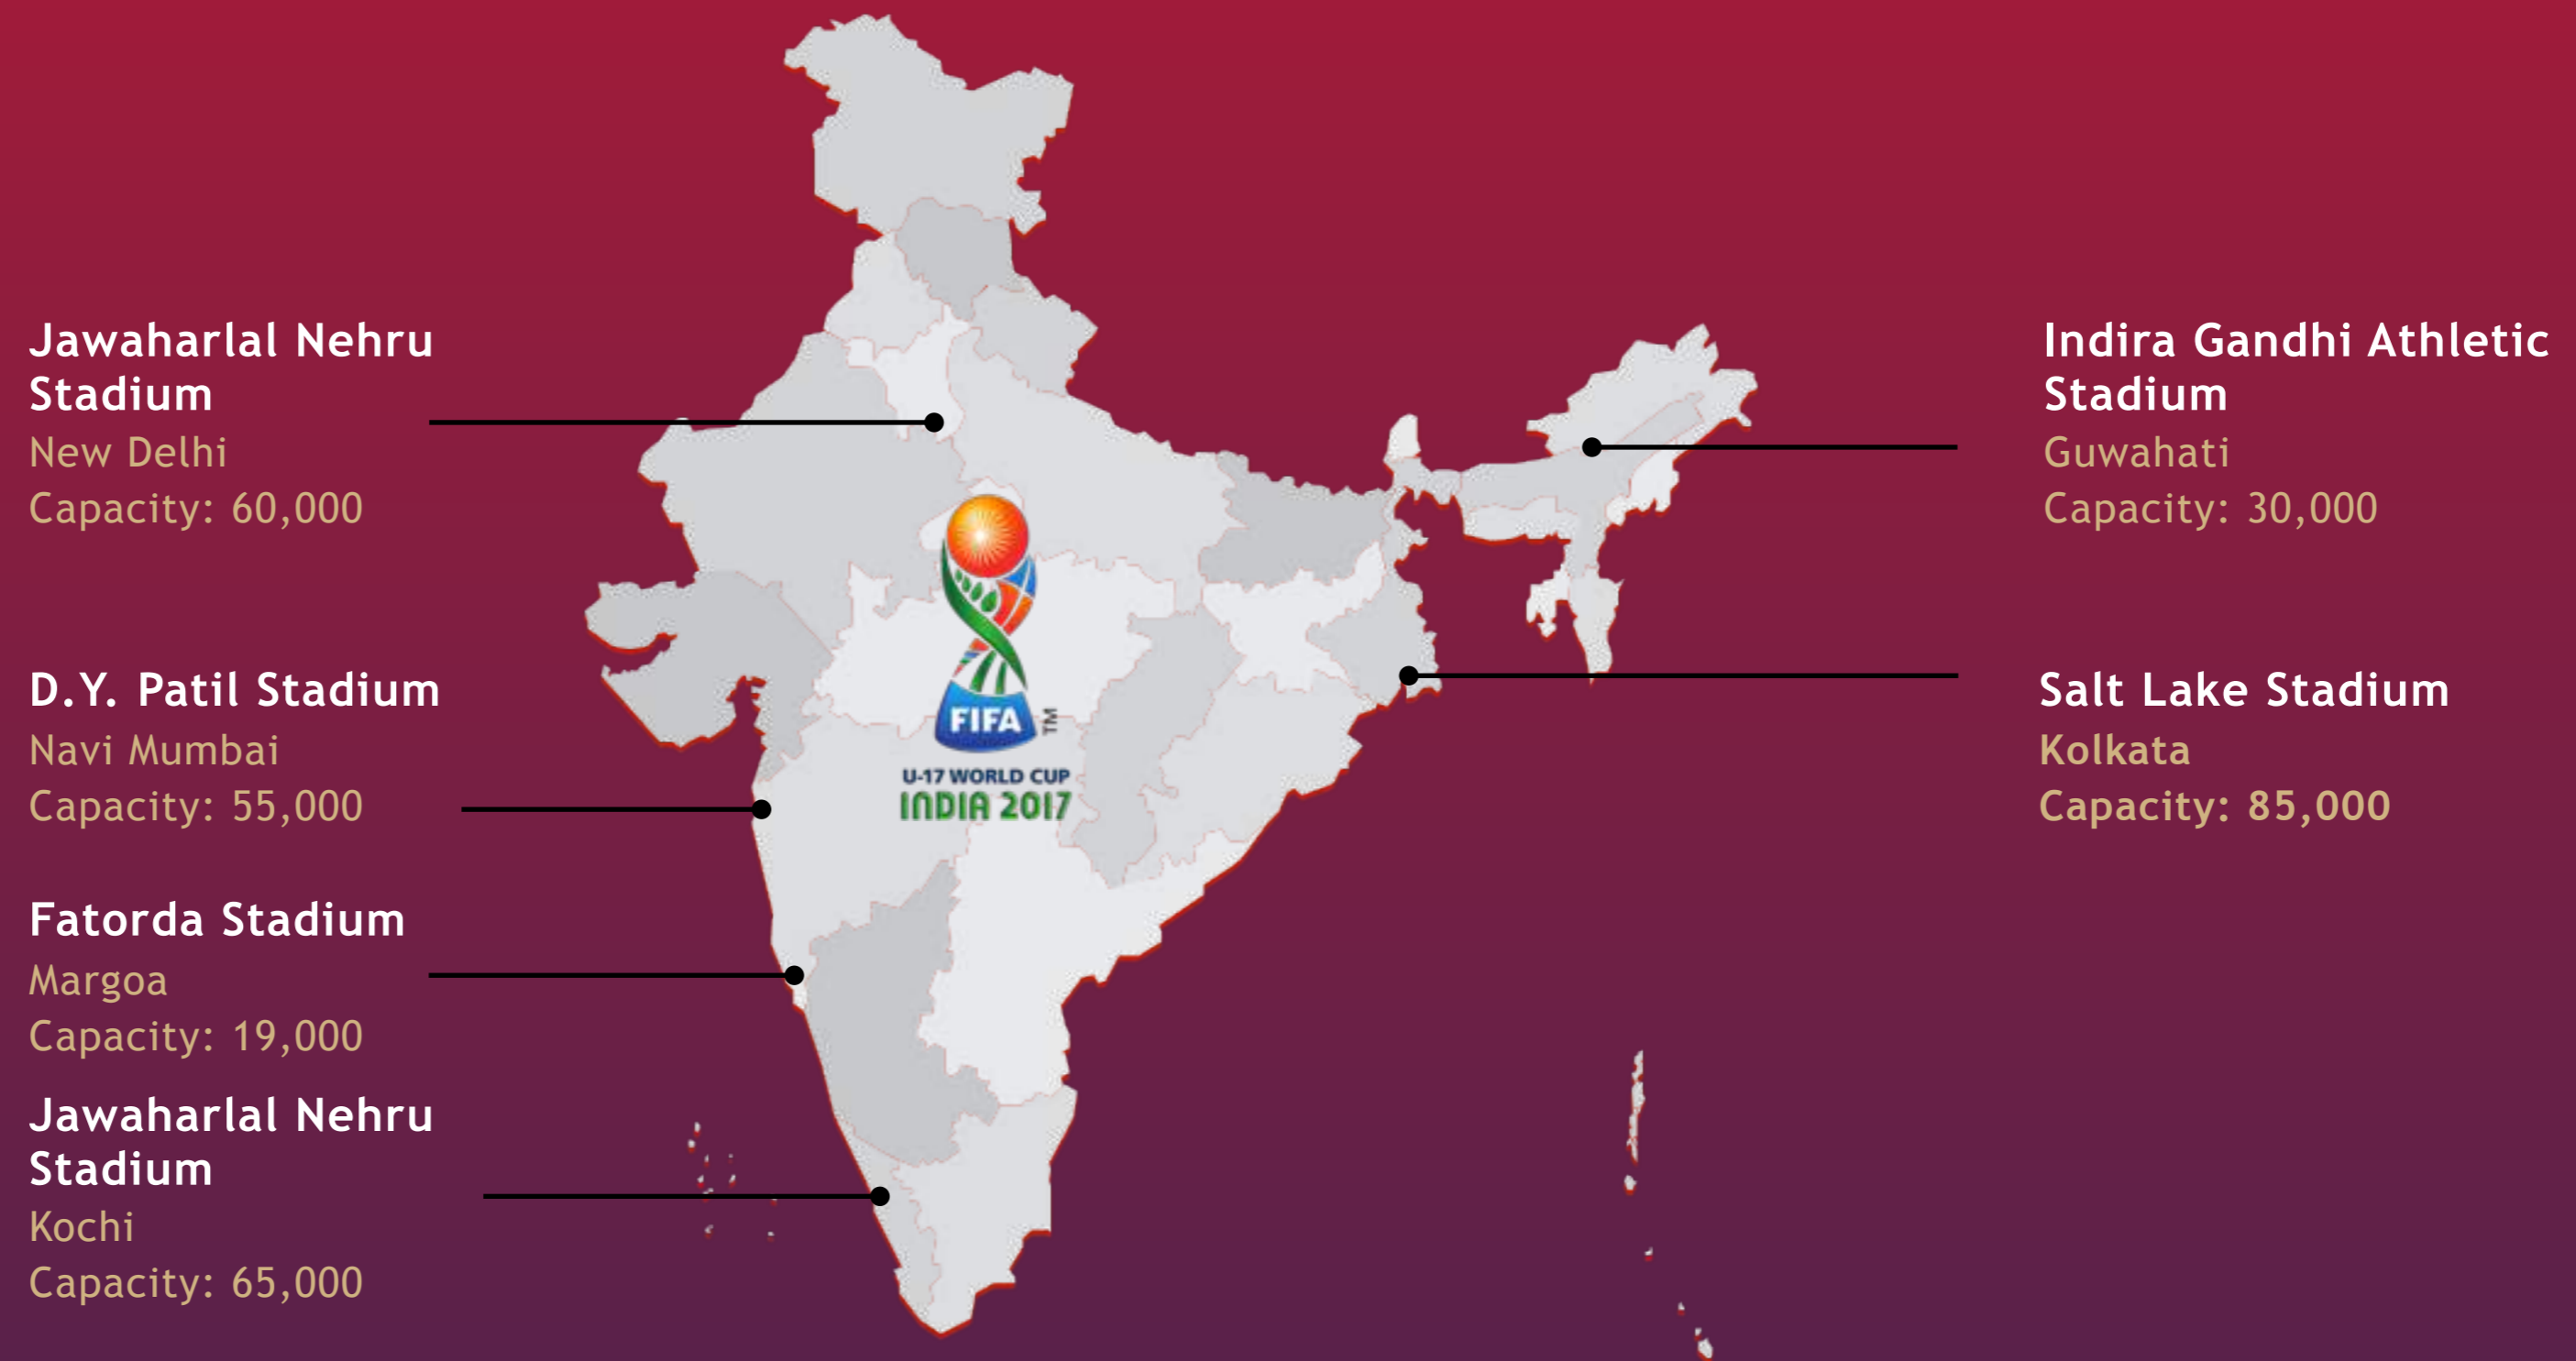 Jawaharlal Nehru
Stadium
New Delhi
Capacity: 60,000
D.Y. Patil Stadium
Navi Mumbai
Capacity: 55,000
Fatorda Stadium
Margoa
Capacity: 19,000
Jawaharlal Nehru
Stadium
Kochi
Capacity: 65,000
FIFA
TM
U-17 WORLD CUP
INDIA 2017
Indira Gandhi Athletic
Stadium
Guwahati
Capacity: 30,000
Salt Lake Stadium
Kolkata
Capacity: 85,000